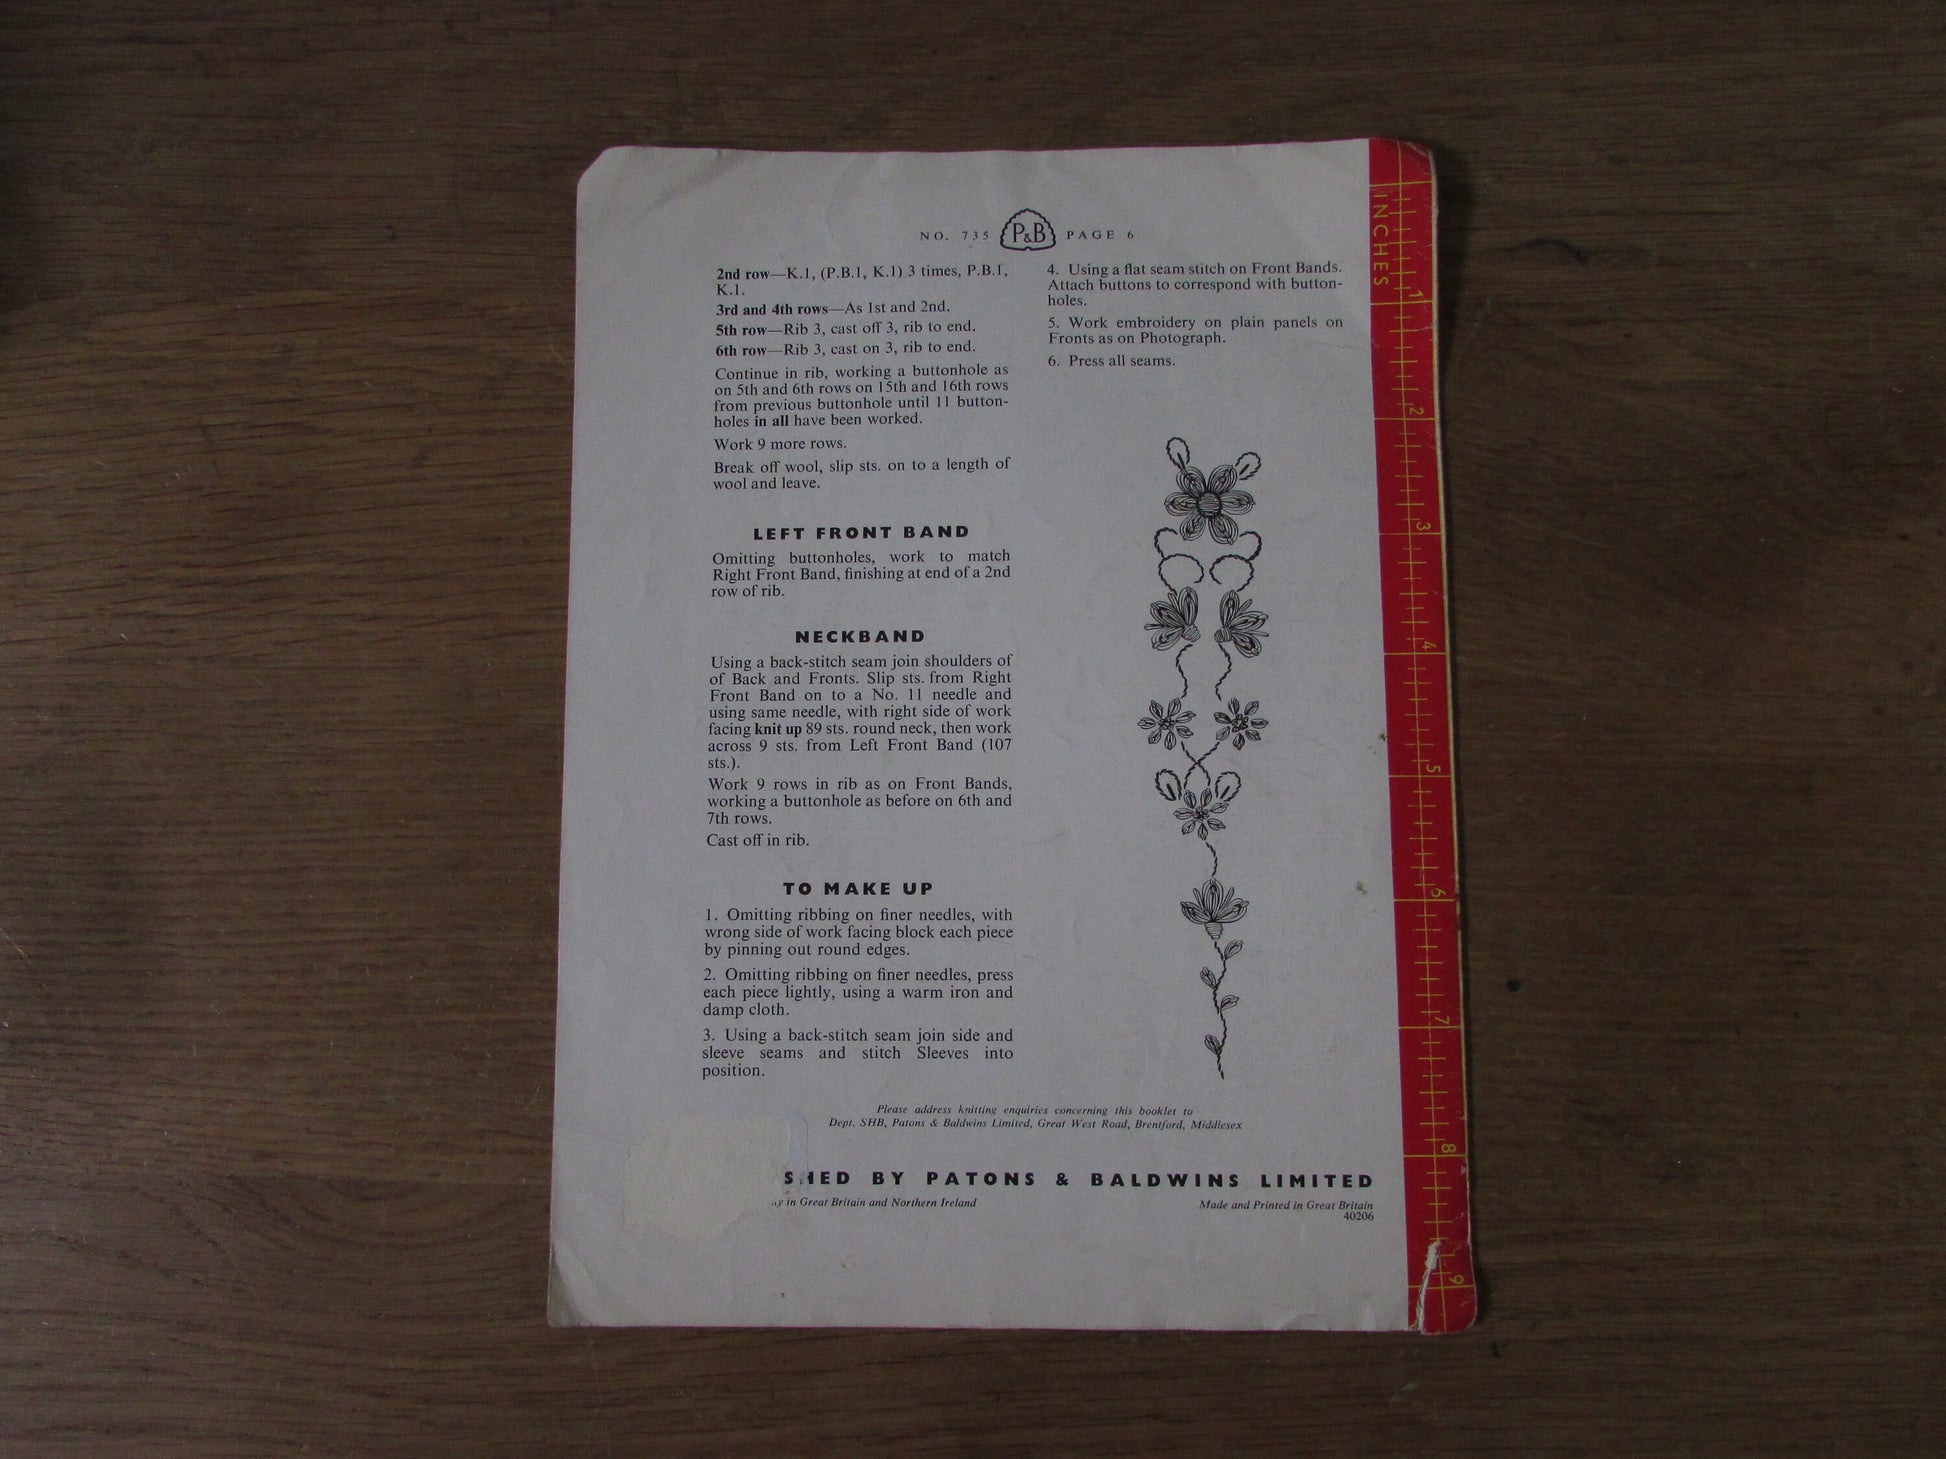 NO. 735 P&B PAGE 6
2nd row—K.1, (P.B.1, K.1) 3 times, P.B.1,
K.1.
3rd and 4th rows—As 1st and 2nd.
5th row—Rib 3, cast off 3, rib to end.
6th row—Rib 3, cast on 3, rib to end.
Continue in rib, working a buttonhole as
on 5th and 6th rows on 15th and 16th rows
from previous buttonhole until 11 button-
holes in all have been worked.
Work 9 more rows.
Break off wool, slip sts. on to a length of
wool and leave.
LEFT FRONT BAND
Omitting buttonholes, work to match
Right Front Band, finishing at end of a 2nd
row of rib.
NECKBAND
Using a back-stitch seam join shoulders of
of Back and Fronts. Slip sts. from Right
Front Band on to a No. 11 needle and
using same needle, with right side of work
facing knit up 89 sts. round neck, then work
across 9 sts. from Left Front Band (107
sts.).
Work 9 rows in rib as on Front Bands,
working a buttonhole as before on 6th and
7th rows.
Cast off in rib.
TO MAKE UP
1. Omitting ribbing on finer needles, with
wrong side of work facing block each piece
by pinning out round edges.
2. Omitting ribbing on finer needles, press
each piece lightly, using a warm iron and
damp cloth.
3. Using a back-stitch seam join side and
sleeve seams and stitch Sleeves into
position.
4. Using a flat seam stitch on Front Bands.
Attach buttons to correspond with button-
holes.
5. Work embroidery on plain panels on
Fronts as on Photograph.
6. Press all seams.
Please address knitting enquiries concerning this booklet to
Dept. SHB, Patons & Baldwins Limited, Great West Road, Brentford, Middlesex
SHED BY PATONS & BALDWINS LIMITED
in Great Britain and Northern Ireland
Made and Printed in Great Britain
40206
INCHES
1
2
3
4
5
6
7
8
9